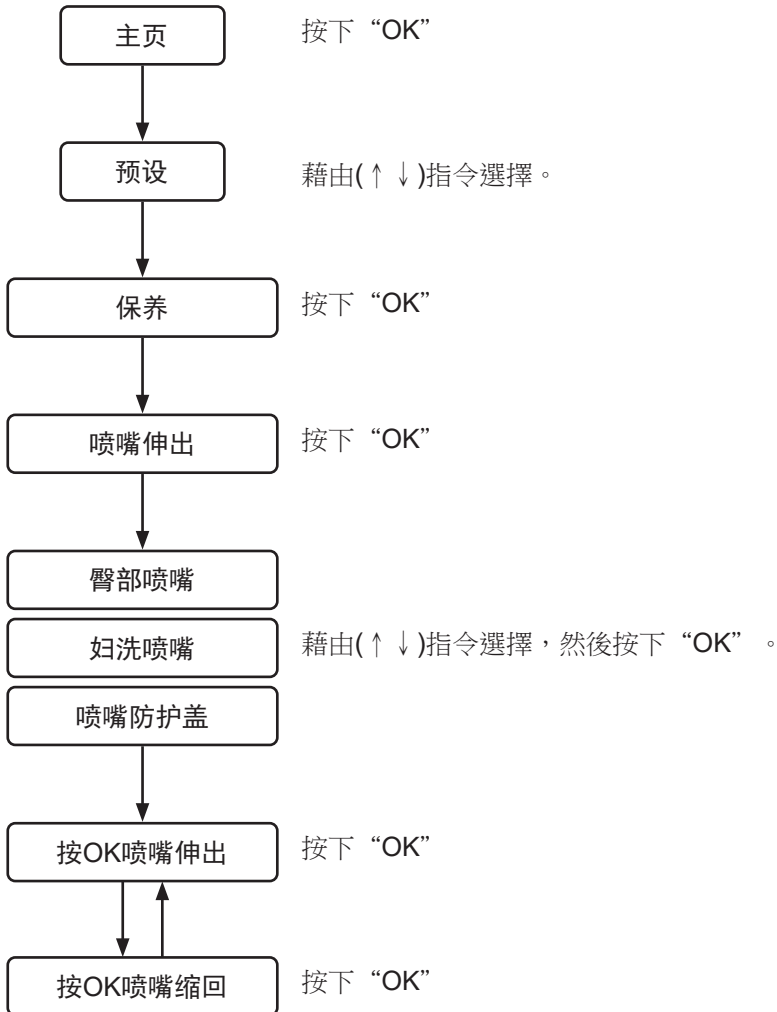 主页
按下“OK”
预设
藉由(↑↓)指令選擇。
保养
按下“OK”
喷嘴伸出
按下“OK”
臀部喷嘴
妇洗喷嘴
藉由(↑↓)指令選擇，然後按下“OK”。
喷嘴防护盖
按OK喷嘴伸出
按下“OK”
按OK喷嘴缩回
按下“OK”